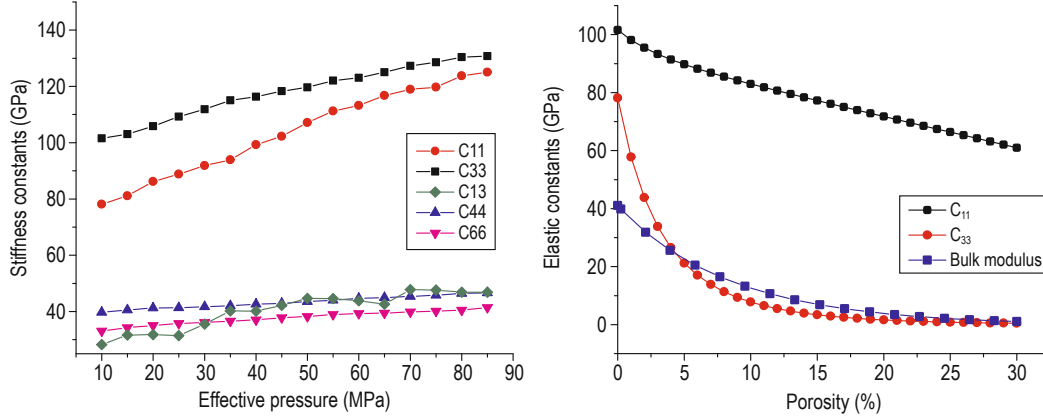 Stiffness constants (GPa)
140
120
100
80
60
40
C11
C33
C13
C44
C66
10 20 30 40 50 60 70 80 90
Effective pressure (MPa)
Elastic constants (GPa)
100
80
60
40
20
0
C₁₁
C₃₃
Bulk modulus
0 5 10 15 20 25 30
Porosity (%)